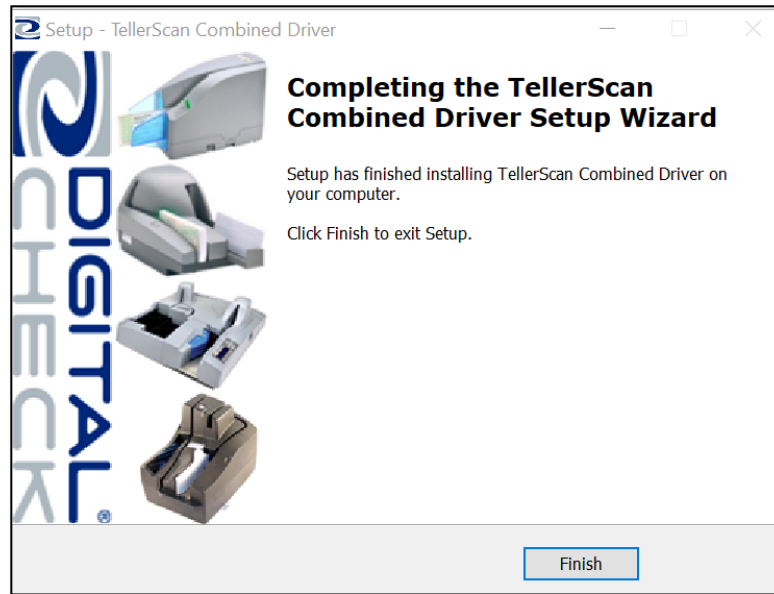 Setup - TellerScan Combined Driver
DIGITAL
CHECK
®
Completing the TellerScan
Combined Driver Setup Wizard
Setup has finished installing TellerScan Combined Driver on
your computer.
Click Finish to exit Setup.
Finish